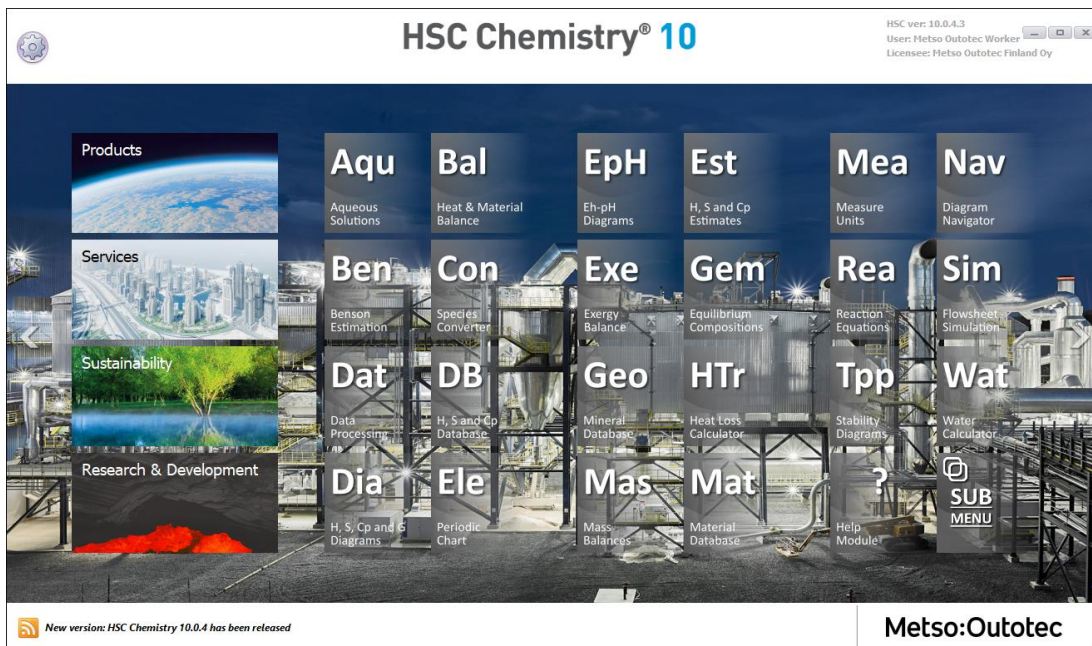 HSC Chemistry® 10
HSC ver: 10.0.4.3
User: Metso Outotec Worker
Licensee: Metso Outotec Finland Oy
Products
Services
Sustainability
Research & Development
Aqu
Aqueous
Solutions
Bal
Heat & Material
Balance
EpH
Eh-pH
Diagrams
Est
H, S and Cp
Estimates
Mea
Measure
Units
Nav
Diagram
Navigator
Ben
Benson
Estimation
Con
Species
Converter
Exe
Exergy
Balance
Gem
Equilibrium
Compositions
Rea
Reaction
Equations
Sim
Flowsheet
Simulation
Dat
Data
Processing
DB
H, S and Cp
Database
Geo
Mineral
Database
HTr
Heat Loss
Calculator
Tpp
Stability
Diagrams
Wat
Water
Calculator
Dia
H, S, Cp and G
Diagrams
Ele
Periodic
Chart
Mas
Mass
Balances
Mat
Material
Database
?
Help
Module
SUB
MENU
New version: HSC Chemistry 10.0.4 has been released
Metso:Outotec